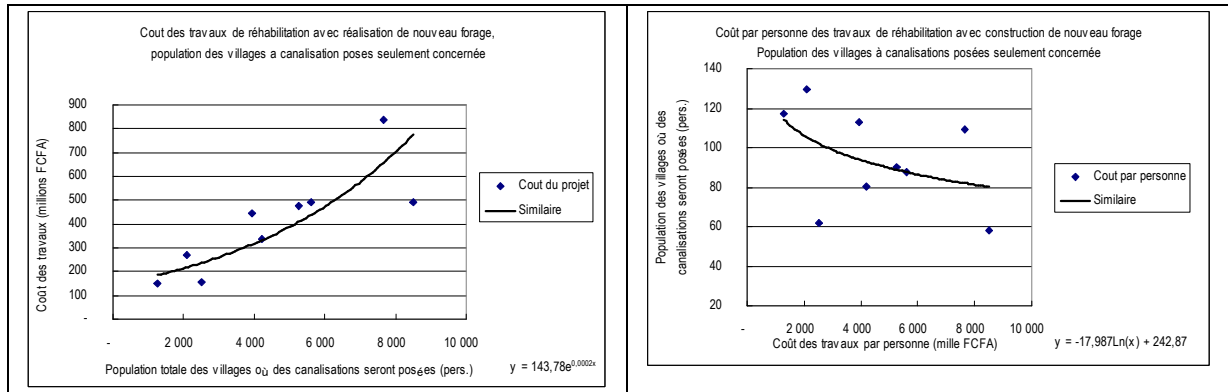 Cout des travaux de réhabilitation avec réalisation de nouveau forage,
population des villages a canalisation poses seulement concernée
900
800
700
600
500
400
300
200
100
-
Coût des travaux (millions FCFA)
- 2 000 4 000 6 000 8 000 10 000
Population totale des villages où des canalisations seront posées (pers.)
y = 143,78e^0,0002x
Cout du projet
Similaire
Coût par personne des travaux de réhabilitation avec construction de nouveau forage
Population des villages à canalisations posées seulement concernée
140
120
100
80
60
40
20
Population des villages où des
canalisations seront posées (pers.)
- 2 000 4 000 6 000 8 000 10 000
Coût des travaux par personne (mille FCFA)
y = -17,987Ln(x) + 242,87
Cout par personne
Similaire